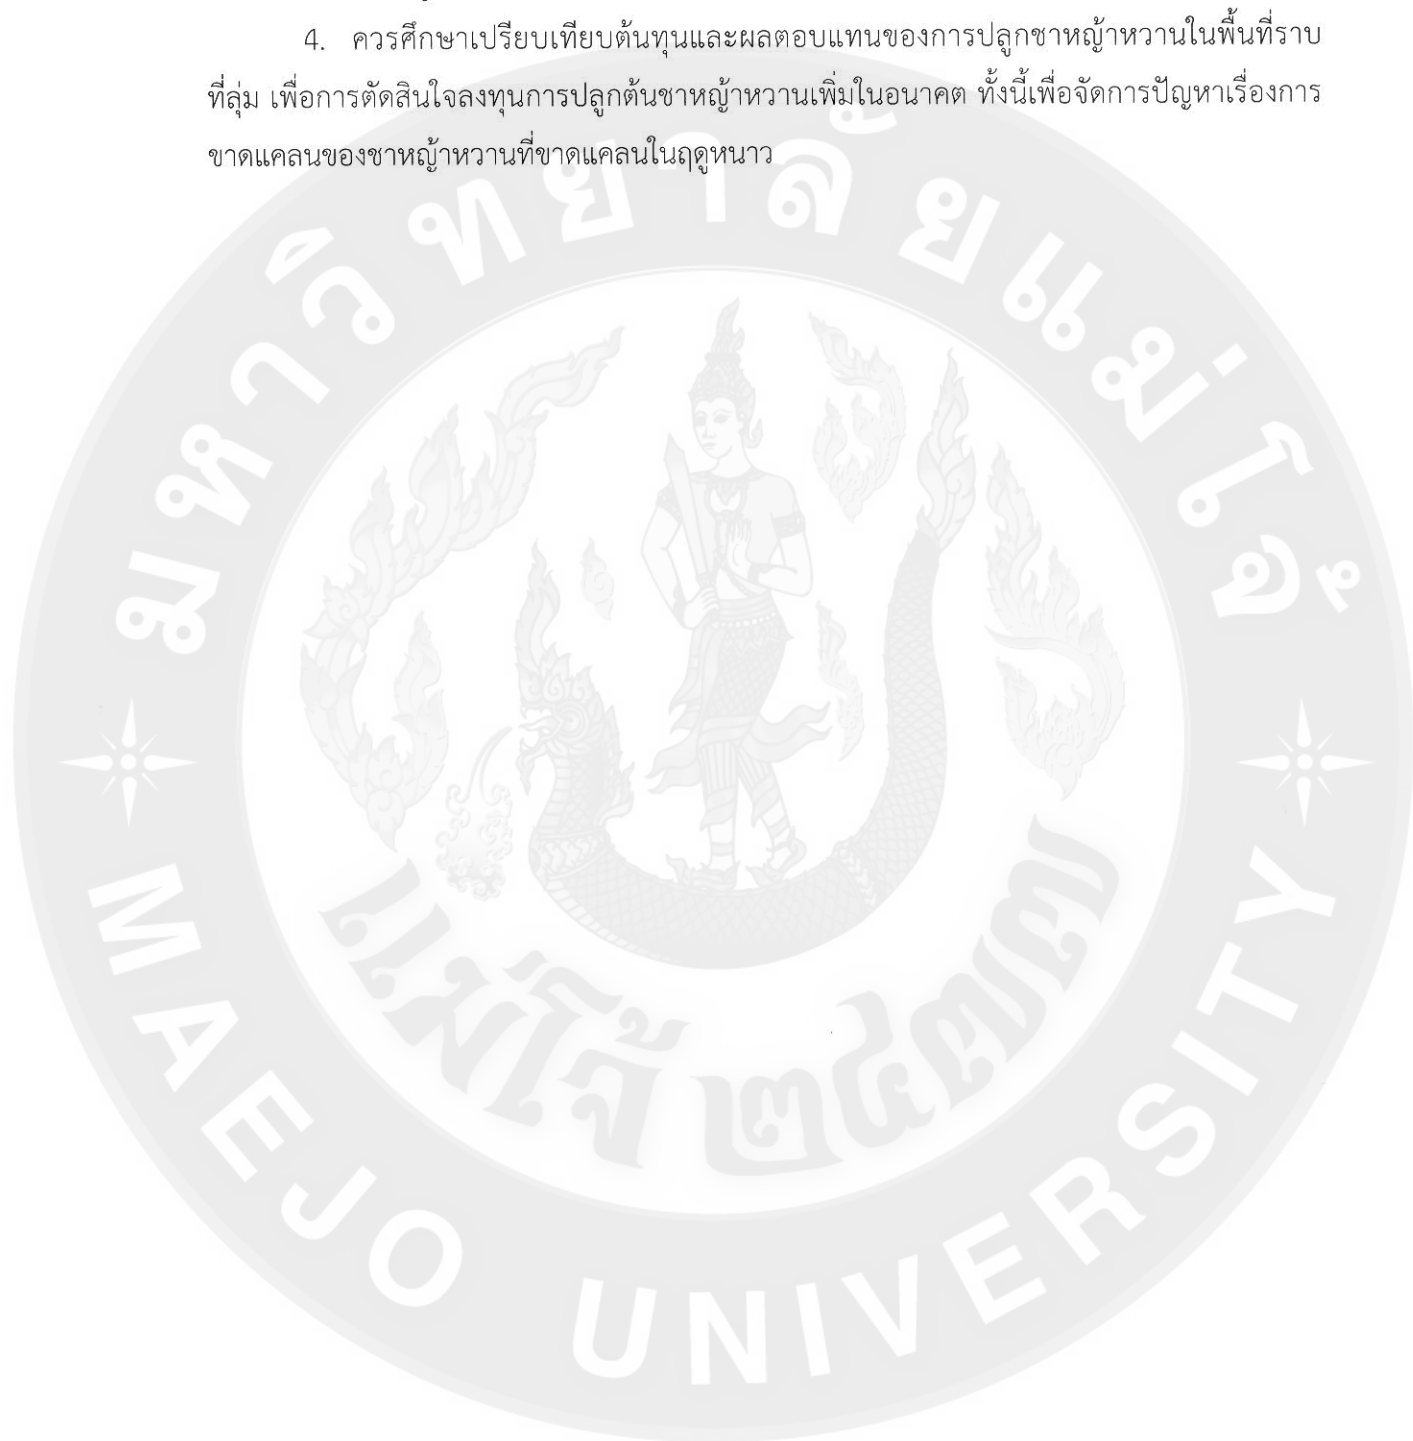 4. ควรศึกษาเปรียบเทียบต้นทุนและผลตอบแทนของการปลูกชาหญ้าหวานในพื้นที่ราบ
ที่ลุ่ม เพื่อการตัดสินใจลงทุนการปลูกต้นชาหญ้าหวานเพิ่มในอนาคต ทั้งนี้เพื่อจัดการปัญหาเรื่องการ
ขาดแคลนของชาหญ้าหวานที่ขาดแคลนในฤดูหนาว
มหาวิทยาลัยแม่โจ้
แม่โจ้ ๒๔๗๗
MAEJO UNIVERSITY